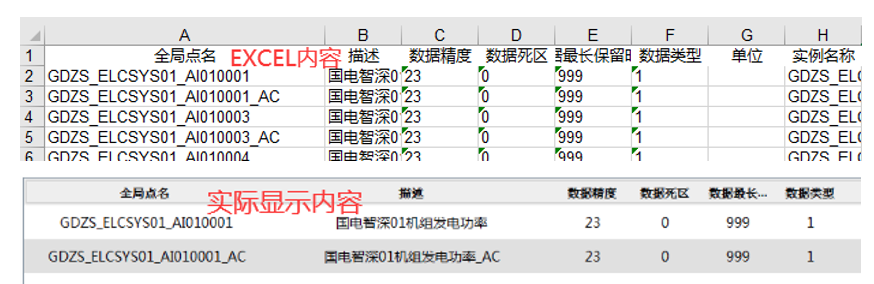 A B C D E F G H
1 全局点名 EXCEL内容 描述 数据精度 数据死区 最长保留 数据类型 单位 实例名称
2 GDZS_ELCSYS01_AI010001 国电智深0 23 0 999 1 GDZS_EL
3 GDZS_ELCSYS01_AI010001_AC 国电智深0 23 0 999 1 GDZS_EL
4 GDZS_ELCSYS01_AI010003 国电智深0 23 0 999 1 GDZS_EL
5 GDZS_ELCSYS01_AI010003_AC 国电智深0 23 0 999 1 GDZS_EL
6 GDZS_ELCSYS01_AI010004 国电智深0 23 0 999 1 GDZS_EL
全局点名 实际显示内容 描述 数据精度 数据死区 数据最长... 数据类型
GDZS_ELCSYS01_AI010001 国电智深01机组发电功率 23 0 999 1
GDZS_ELCSYS01_AI010001_AC 国电智深01机组发电功率_AC 23 0 999 1